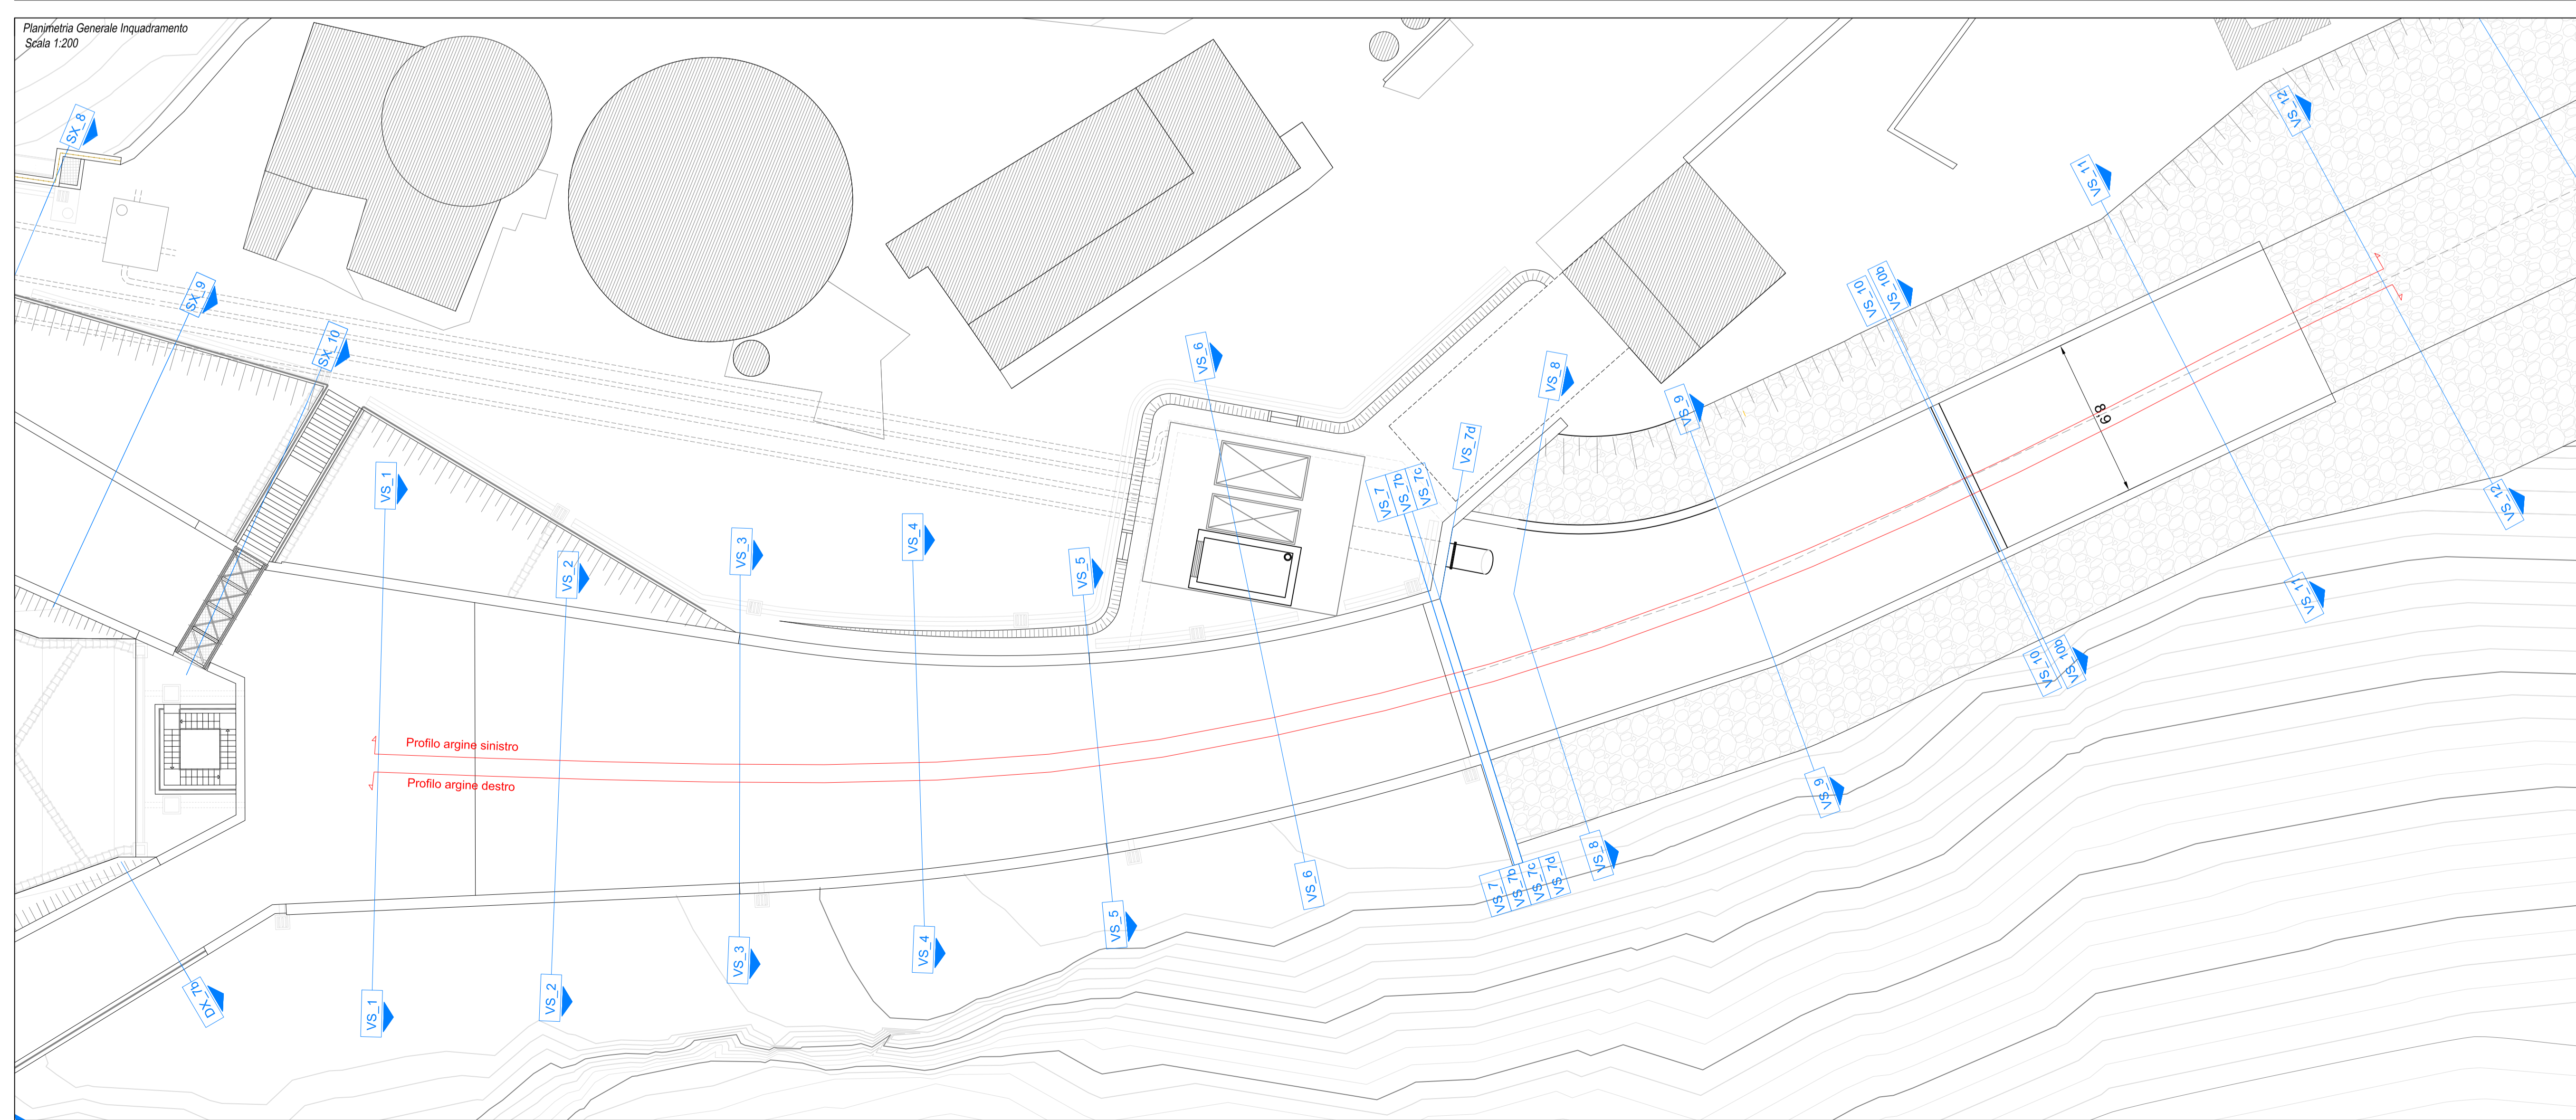 Planimetria Generale Inquadramento
Scala 1:200
SX_8
SX_9
SX_10
VS_1
VS_2
VS_3
VS_4
VS_5
VS_6
VS_7
VS_7b
VS_7c
VS_7d
VS_8
VS_9
VS_10
VS_10b
VS_11
VS_12
8,9
Profilo argine sinistro
Profilo argine destro
DX_7b
VS_1
VS_2
VS_3
VS_4
VS_5
VS_6
VS_7
VS_7b
VS_7c
VS_7d
VS_8
VS_9
VS_10
VS_10b
VS_11
VS_12